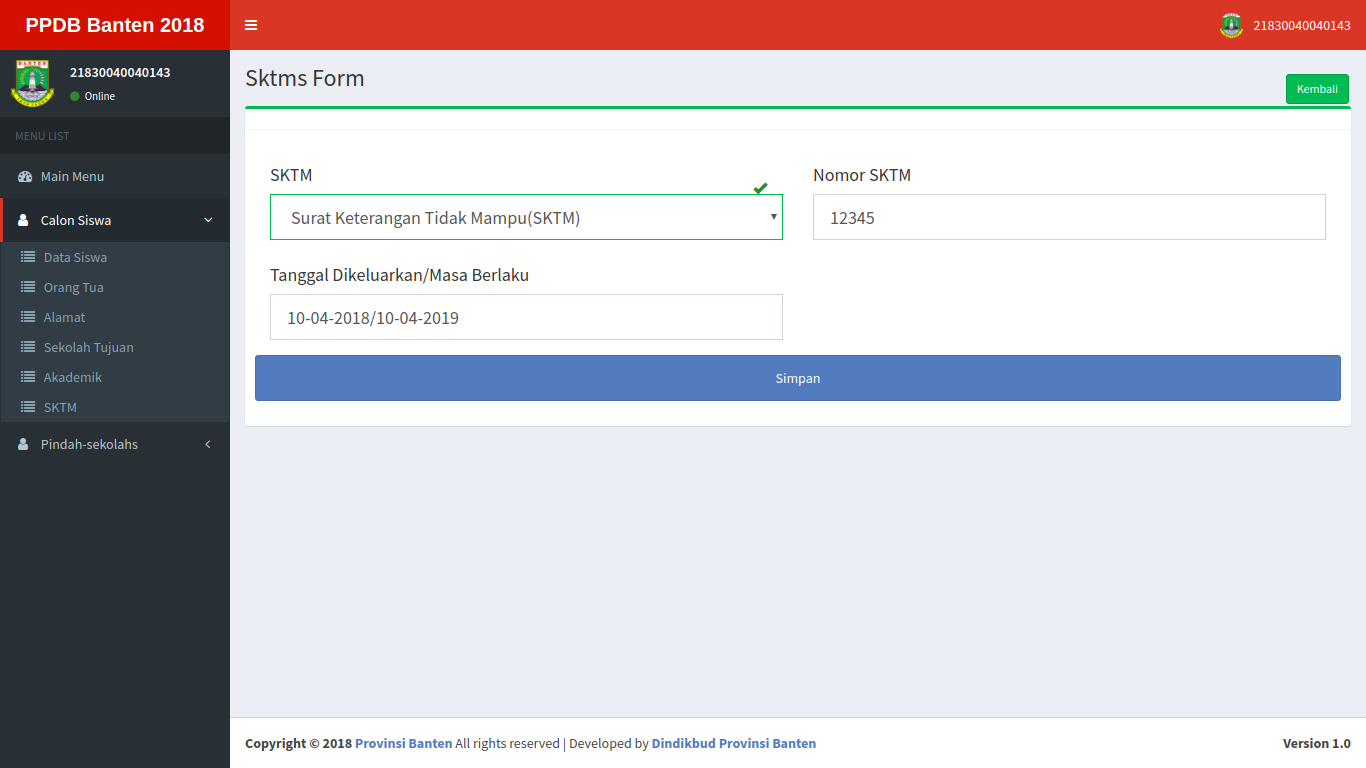 PPDB Banten 2018
21830040040143
21830040040143
Online
MENU LIST
Main Menu
Calon Siswa
Data Siswa
Orang Tua
Alamat
Sekolah Tujuan
Akademik
SKTM
Pindah-sekolahs
Sktms Form
Kembali
SKTM
Surat Keterangan Tidak Mampu(SKTM)
Nomor SKTM
12345
Tanggal Dikeluarkan/Masa Berlaku
10-04-2018/10-04-2019
Simpan
Copyright © 2018 Provinsi Banten All rights reserved | Developed by Dindikbud Provinsi Banten
Version 1.0